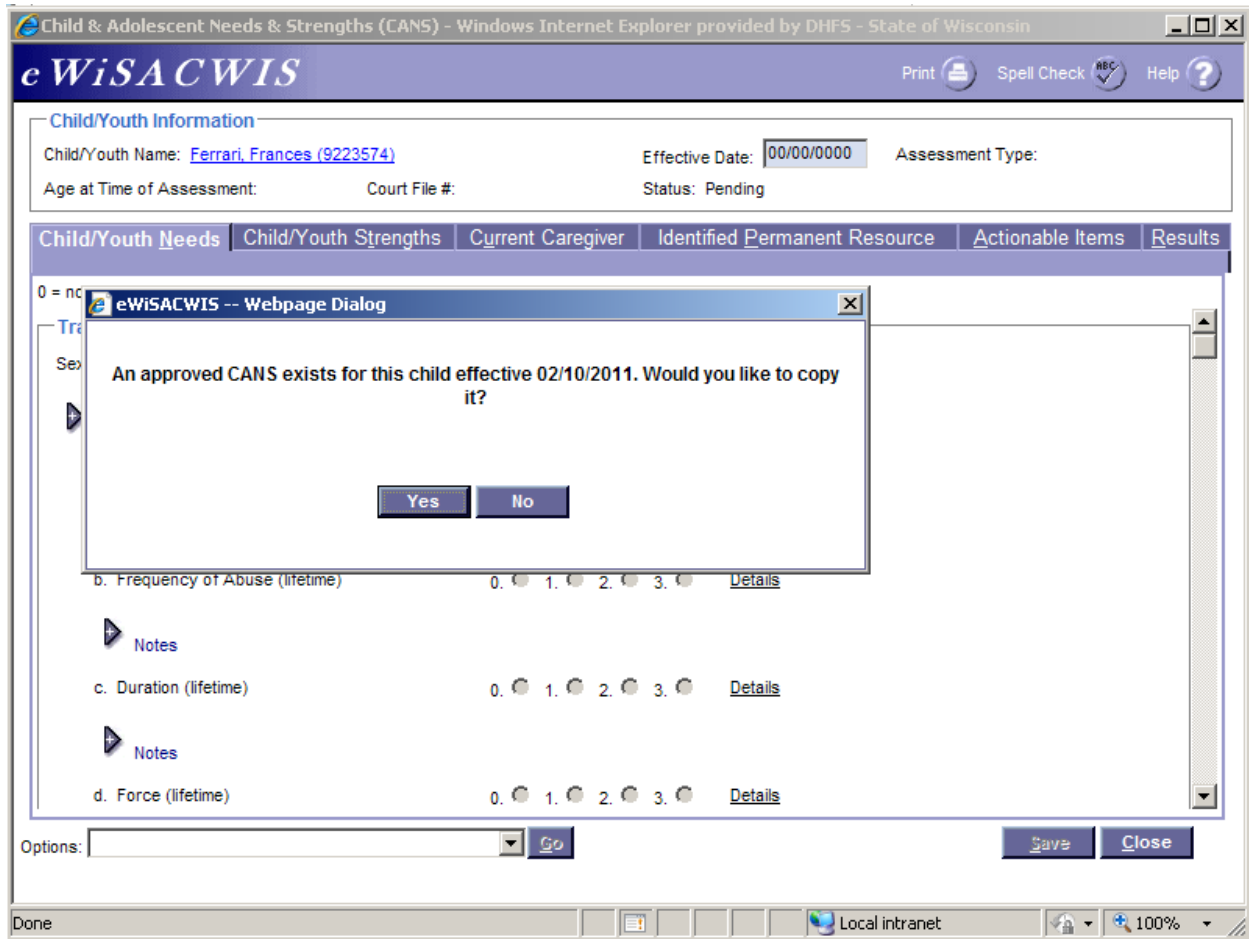 Child & Adolescent Needs & Strengths (CANS) - Windows Internet Explorer provided by DHFS - State of Wisconsin
e WiSACWIS Print ABC Spell Check Help ?
Child/Youth Information
Child/Youth Name: Ferrari, Frances (9223574) Effective Date: 00/00/0000 Assessment Type:
Age at Time of Assessment: Court File #: Status: Pending
Child/Youth Needs Child/Youth Strengths Current Caregiver Identified Permanent Resource Actionable Items Results
0 =
eWiSACWIS -- Webpage Dialog
An approved CANS exists for this child effective 02/10/2011. Would you like to copy
it?
Yes No
b. Frequency of Abuse (lifetime) 0. 1. 2. 3. Details
Notes
c. Duration (lifetime) 0. 1. 2. 3. Details
Notes
d. Force (lifetime) 0. 1. 2. 3. Details
Options: Go Save Close
Done Local intranet 100%